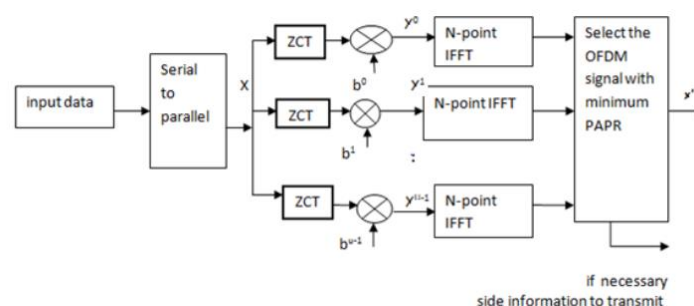 input data
Serial
to
parallel
X
ZCT
y⁰
b⁰
N-point
IFFT
ZCT
y¹
b¹
N-point IFFT
:
ZCT
bᵘ⁻¹
N-point
IFFT
Select the
OFDM
signal with
minimum
PAPR
if necessary
side information to transmit